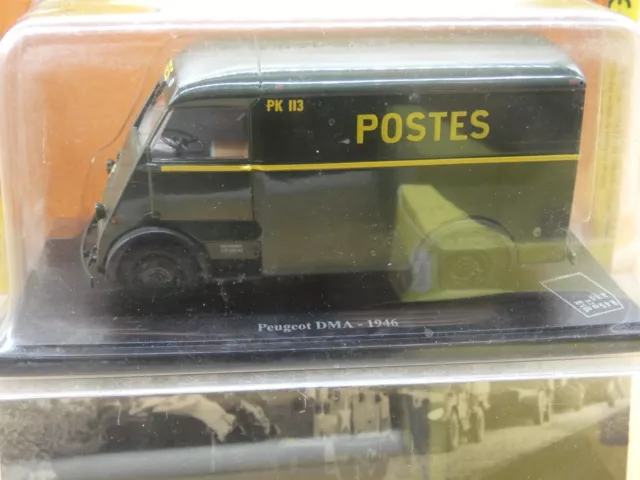 PK 113
POSTES
Peugeot DMA - 1946